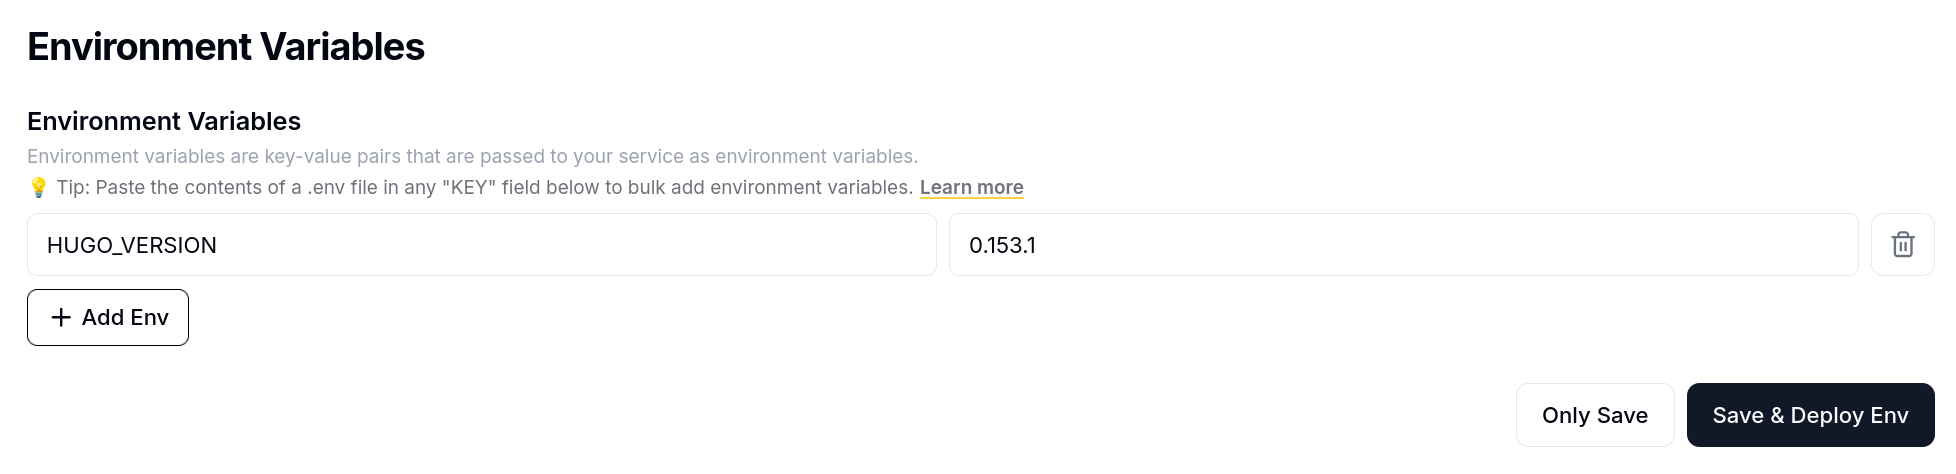 Environment Variables
Environment Variables
Environment variables are key-value pairs that are passed to your service as environment variables.
💡 Tip: Paste the contents of a .env file in any "KEY" field below to bulk add environment variables. Learn more
HUGO_VERSION 0.153.1
+ Add Env
Only Save Save & Deploy Env